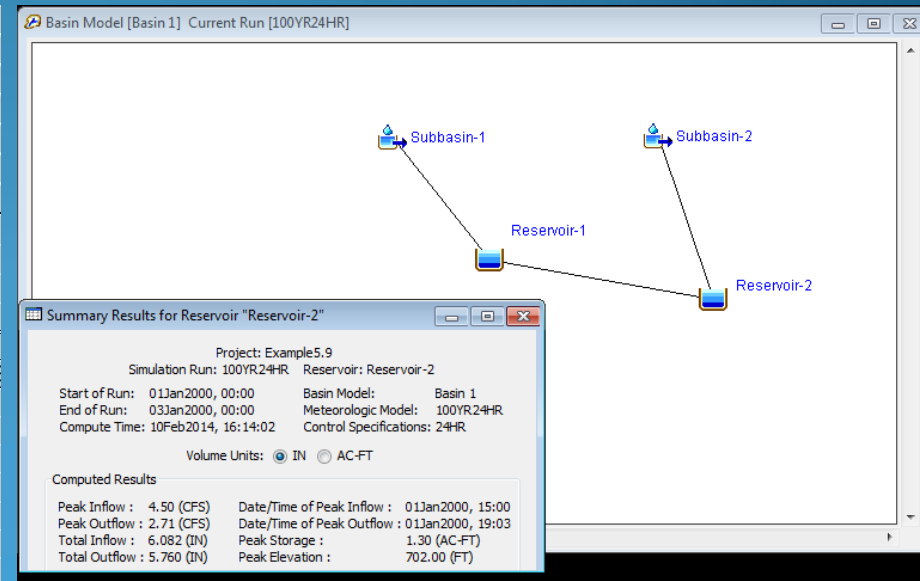 Basin Model [Basin 1] Current Run [100YR24HR]
Subbasin-1
Subbasin-2
Reservoir-1
Reservoir-2
Summary Results for Reservoir "Reservoir-2"
Project: Example5.9
Simulation Run: 100YR24HR Reservoir: Reservoir-2
Start of Run: 01Jan2000, 00:00 Basin Model: Basin 1
End of Run: 03Jan2000, 00:00 Meteorologic Model: 100YR24HR
Compute Time: 10Feb2014, 16:14:02 Control Specifications: 24HR
Volume Units: IN AC-FT
Computed Results
Peak Inflow : 4.50 (CFS) Date/Time of Peak Inflow : 01Jan2000, 15:00
Peak Outflow : 2.71 (CFS) Date/Time of Peak Outflow : 01Jan2000, 19:03
Total Inflow : 6.082 (IN) Peak Storage : 1.30 (AC-FT)
Total Outflow : 5.760 (IN) Peak Elevation : 702.00 (FT)